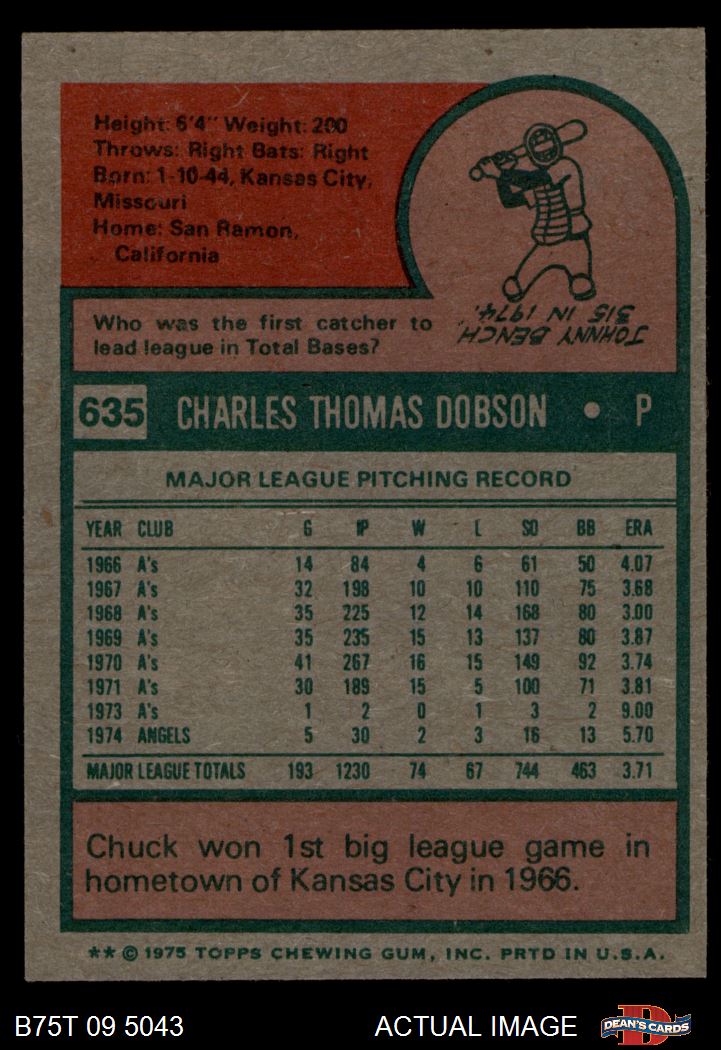 Height: 6'4" Weight: 200
Throws: Right Bats: Right
Born: 1-10-44, Kansas City,
Missouri
Home: San Ramon,
California
Who was the first catcher to
lead league in Total Bases?
JOHNNY BENCH,
315 IN 1974.
635 CHARLES THOMAS DOBSON • P
MAJOR LEAGUE PITCHING RECORD
YEAR CLUB G IP W L SO BB ERA
1966 A's 14 84 4 6 61 50 4.07
1967 A's 32 198 10 10 110 75 3.68
1968 A's 35 225 12 14 168 80 3.00
1969 A's 35 235 15 13 137 80 3.87
1970 A's 41 267 16 15 149 92 3.74
1971 A's 30 189 15 5 100 71 3.81
1973 A's 1 2 0 1 3 2 9.00
1974 ANGELS 5 30 2 3 16 13 5.70
MAJOR LEAGUE TOTALS 193 1230 74 67 744 463 3.71
Chuck won 1st big league game in
hometown of Kansas City in 1966.
** © 1975 TOPPS CHEWING GUM, INC. PRTD IN U.S.A.
B75T 09 5043 ACTUAL IMAGE D DEAN'S CARDS